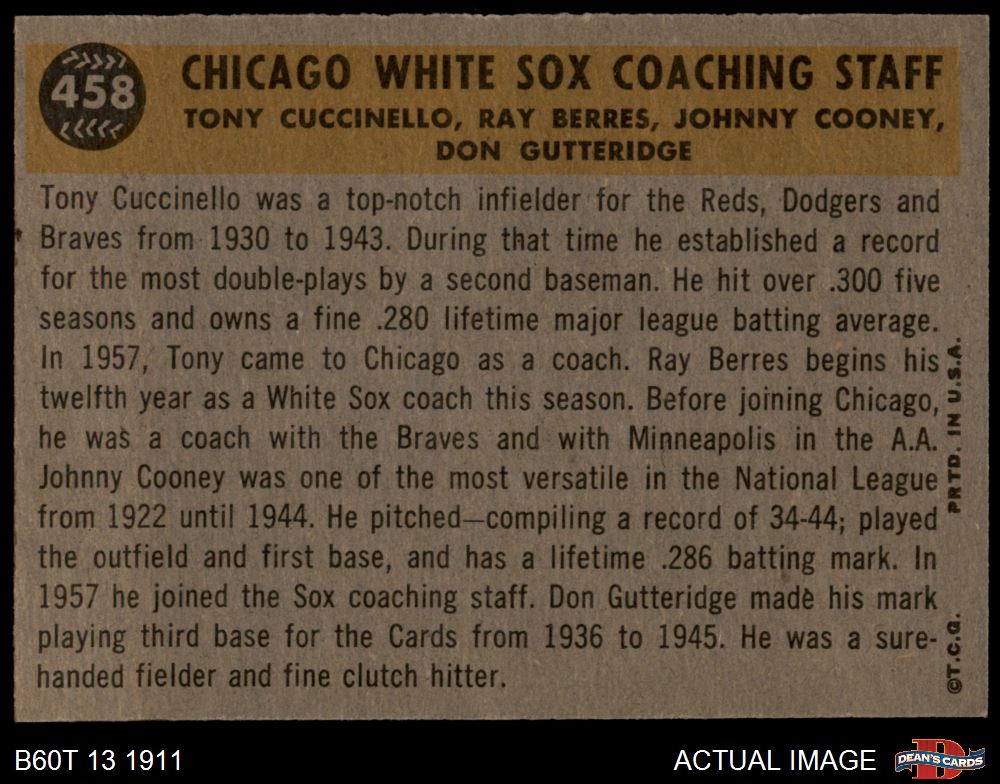 458
CHICAGO WHITE SOX COACHING STAFF
TONY CUCCINELLO, RAY BERRES, JOHNNY COONEY,
DON GUTTERIDGE
Tony Cuccinello was a top-notch infielder for the Reds, Dodgers and
Braves from 1930 to 1943. During that time he established a record
for the most double-plays by a second baseman. He hit over .300 five
seasons and owns a fine .280 lifetime major league batting average.
In 1957, Tony came to Chicago as a coach. Ray Berres begins his
twelfth year as a White Sox coach this season. Before joining Chicago,
he was a coach with the Braves and with Minneapolis in the A.A.
Johnny Cooney was one of the most versatile in the National League
from 1922 until 1944. He pitched—compiling a record of 34-44; played
the outfield and first base, and has a lifetime .286 batting mark. In
1957 he joined the Sox coaching staff. Don Gutteridge made his mark
playing third base for the Cards from 1936 to 1945. He was a sure-
handed fielder and fine clutch hitter.
©T.C.G. PRTD. IN U.S.A.
B60T 13 1911
ACTUAL IMAGE
D
DEAN'S CARDS